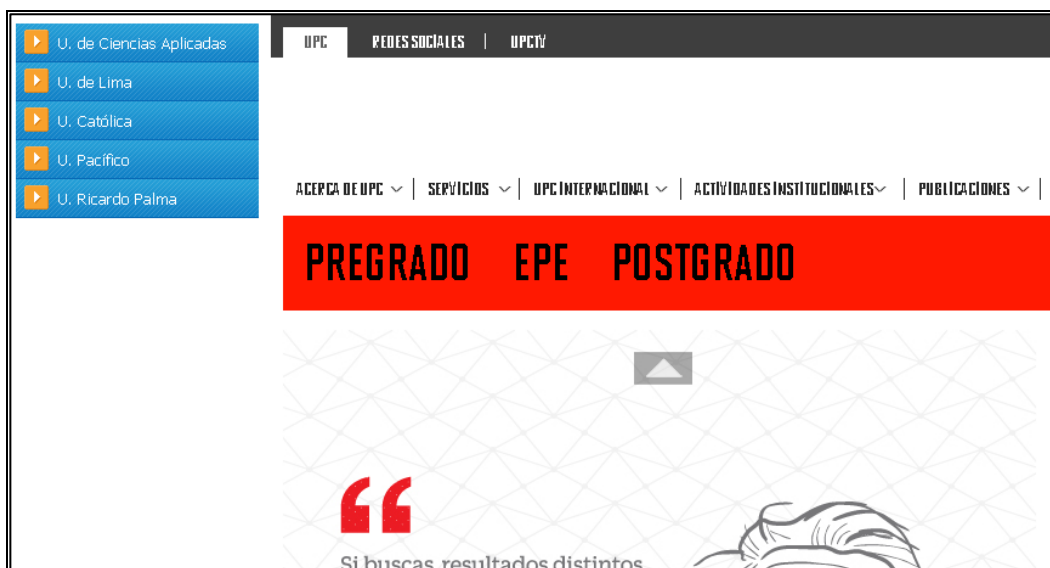 U. de Ciencias Aplicadas
U. de Lima
U. Católica
U. Pacífico
U. Ricardo Palma
UPC REDES SOCIALES | UPCTV
ACERCA DE UPC | SERVICIOS | UPC INTERNACIONAL | ACTIVIDADES INSTITUCIONALES | PUBLICACIONES |
PREGRADO EPE POSTGRADO
“
Si buscas resultados distintos